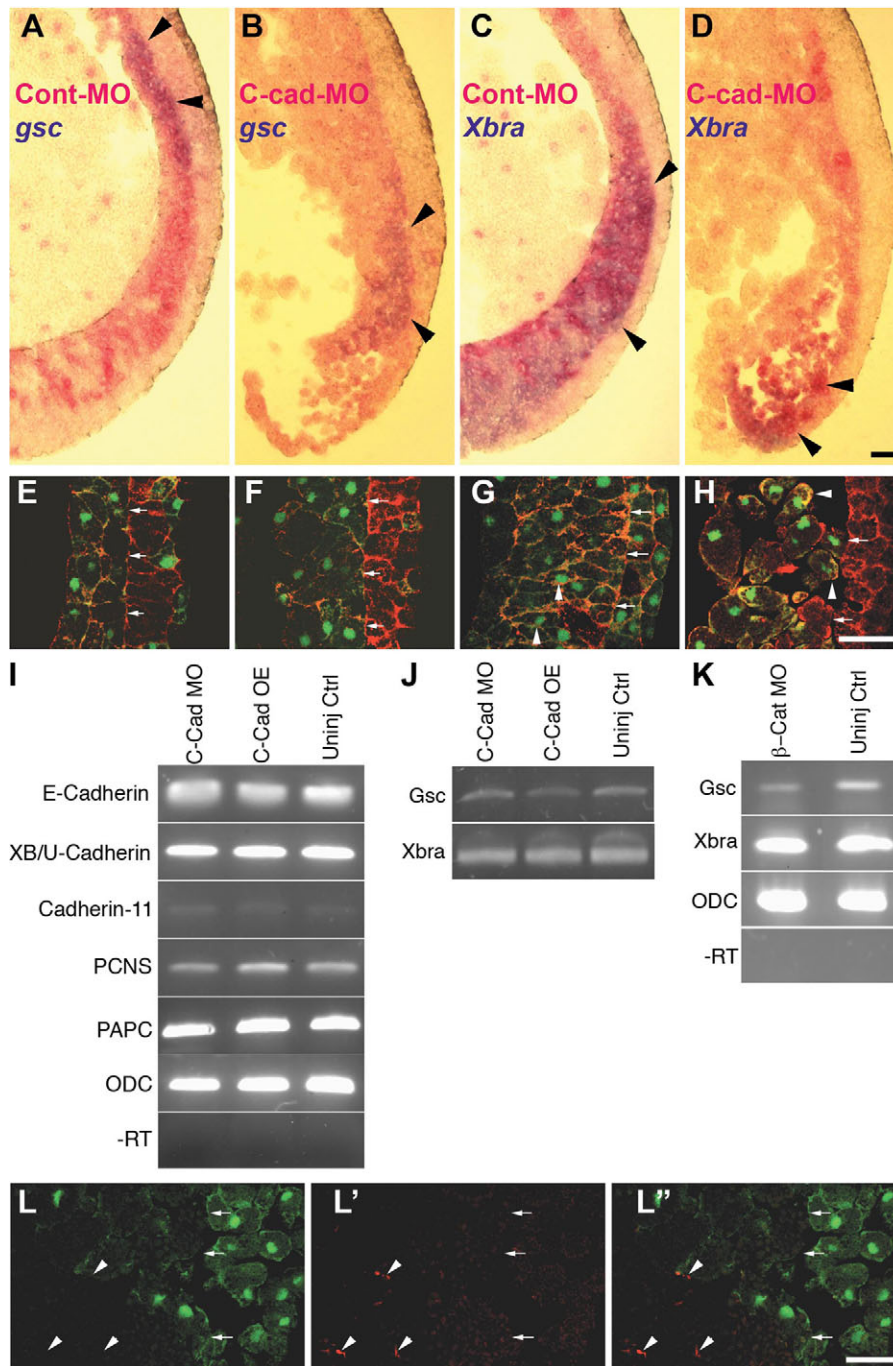 A B C D
Cont-MO C-cad-MO Cont-MO C-cad-MO
gsc gsc Xbra Xbra
E F G H
I J K
C-Cad MO C-Cad OE Uninj Ctrl
C-Cad MO C-Cad OE Uninj Ctrl
β-Cat MO Uninj Ctrl
E-Cadherin
XB/U-Cadherin
Cadherin-11
PCNS
PAPC
ODC
-RT
Gsc
Xbra
Gsc
Xbra
ODC
-RT
L L' L''